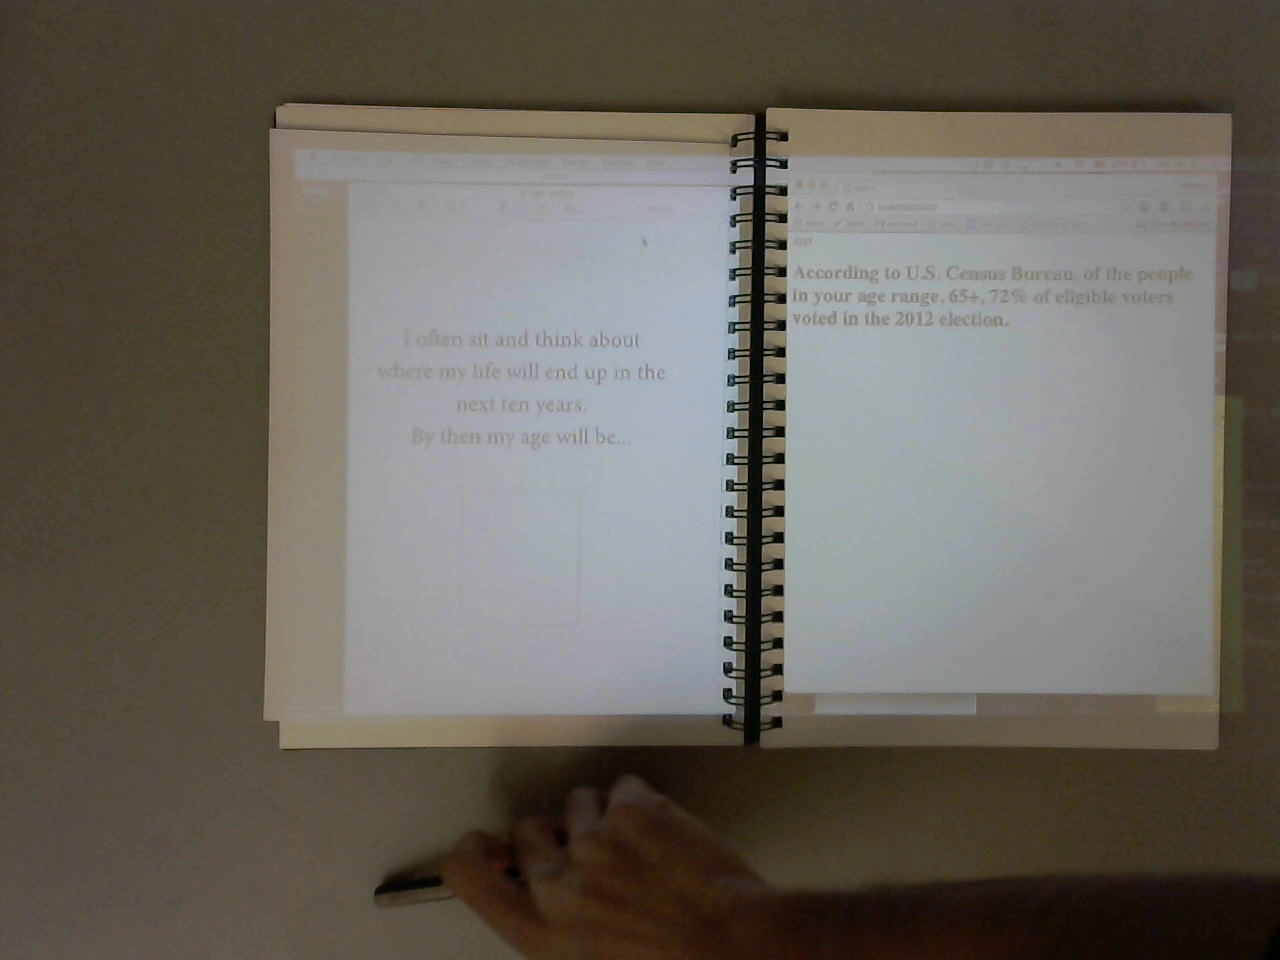 I often sit and think about
where my life will end up in the
next ten years.
By then my age will be...
According to U.S. Census Bureau, of the people
in your age range, 65+, 72% of eligible voters
voted in the 2012 election.